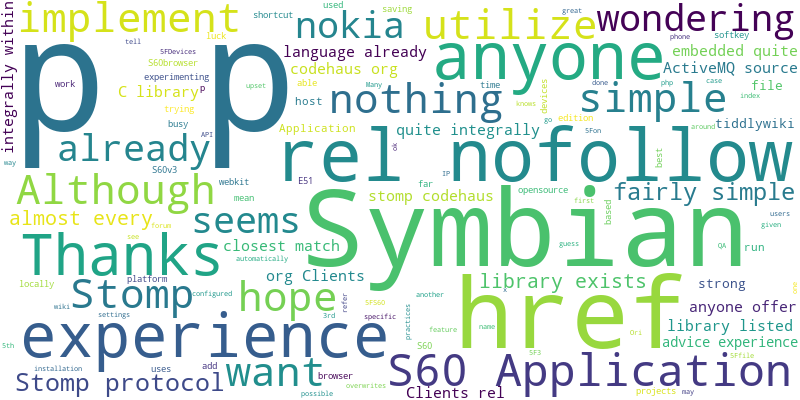 implement
nokia
shortcut
used
saving
great
utilize
wondering
tell
SFDevices
luck
S60browser
language already
softkey
phone
anyone
embedded quite
experimenting
codehaus org
upset
Many
knows
ActiveMQ source
work
C library
p
able
time
done
php
case
file
p p
integrally within
trying
host
nothing
devices
simple
index
busy
API
Application
edition
tiddlywiki
already
quite integrally
go
SFon
around
way
S60v3
ok
rel nofollow
best
webkit
IP
Although
E51
opensource
fairly simple
mean
far
stomp codehaus
first
based
users
almost every
seems
Symbian
given
forum
closest match
QA
run
see
automatically
guess
Thanks
org Clients
library exists
locally
platform
configured
SFS60
3rd
href
strong
Stomp
hope
another
anyone offer
wiki
settings
refer
practices
feature
name
Ori
library listed
experience
specific
S60
SF3
SFfile
advice experience
5th
installation
uses
want
x
one
Stomp protocol
add
browser
overwrites
possible
S60 Application
Clients rel
projects
may